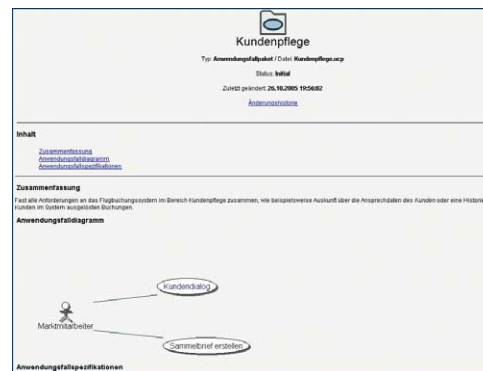 Kundenpflege
Typ: Anwendungsfallpaket / Datei: Kundenpflege.ucp
Status: Initial
Zuletzt geändert: 26.10.2005 19:56:02
Änderungshistorie
Inhalt
Zusammenfassung
Anwendungsfalldiagramm
Anwendungsfallspezifikationen
Zusammenfassung
Fast alle Anforderungen an das Flugbuchungssystem im Bereich Kundenpflege zusammen, wie beispielsweise Auskunft über die Ansprechdaten des Kunden oder eine Historie
Kunden im System ausgelösten Buchungen.
Anwendungsfalldiagramm
Kundendialog
Marktmitarbeiter
Sammelbrief erstellen
Anwendungsfallspezifikationen